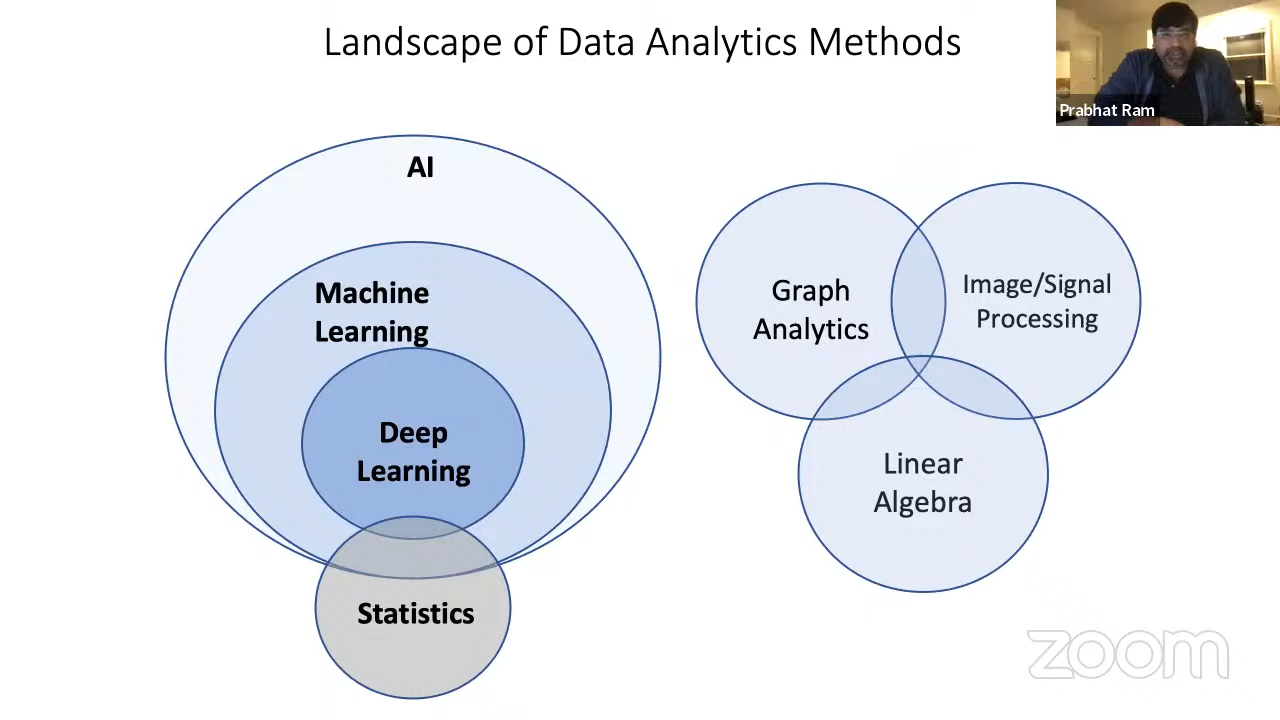 Landscape of Data Analytics Methods
Prabhat Ram
AI
Machine
Learning
Deep
Learning
Statistics
Graph
Analytics
Image/Signal
Processing
Linear
Algebra
zoom